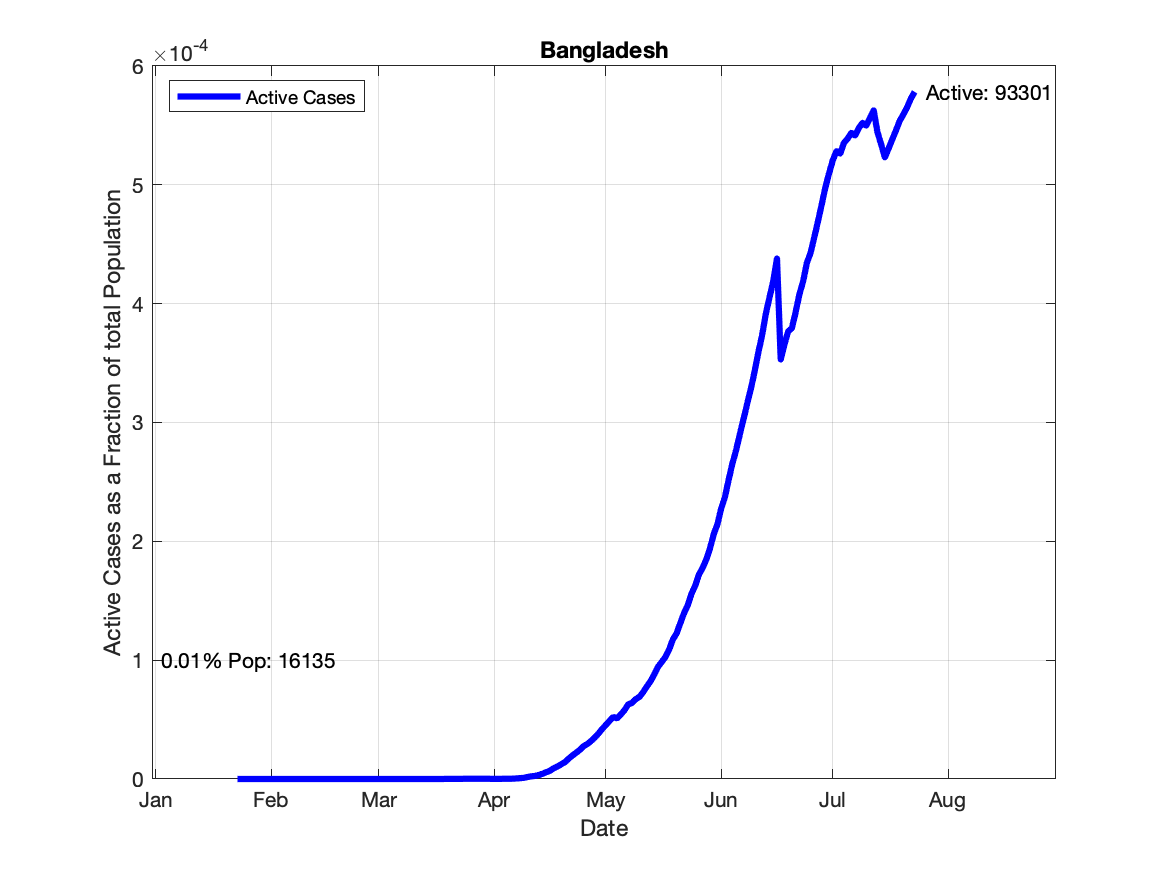 Bangladesh
×10-4
6
5
4
3
2
1
0
Active Cases
Active: 93301
0.01% Pop: 16135
Active Cases as a Fraction of total Population
Jan Feb Mar Apr May Jun Jul Aug
Date